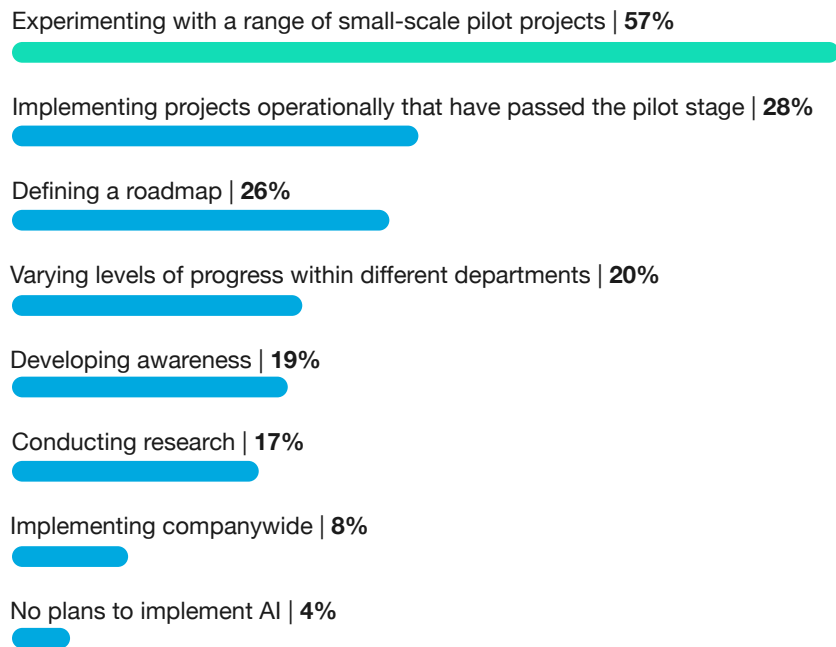 Experimenting with a range of small-scale pilot projects | 57%
Implementing projects operationally that have passed the pilot stage | 28%
Defining a roadmap | 26%
Varying levels of progress within different departments | 20%
Developing awareness | 19%
Conducting research | 17%
Implementing companywide | 8%
No plans to implement AI | 4%